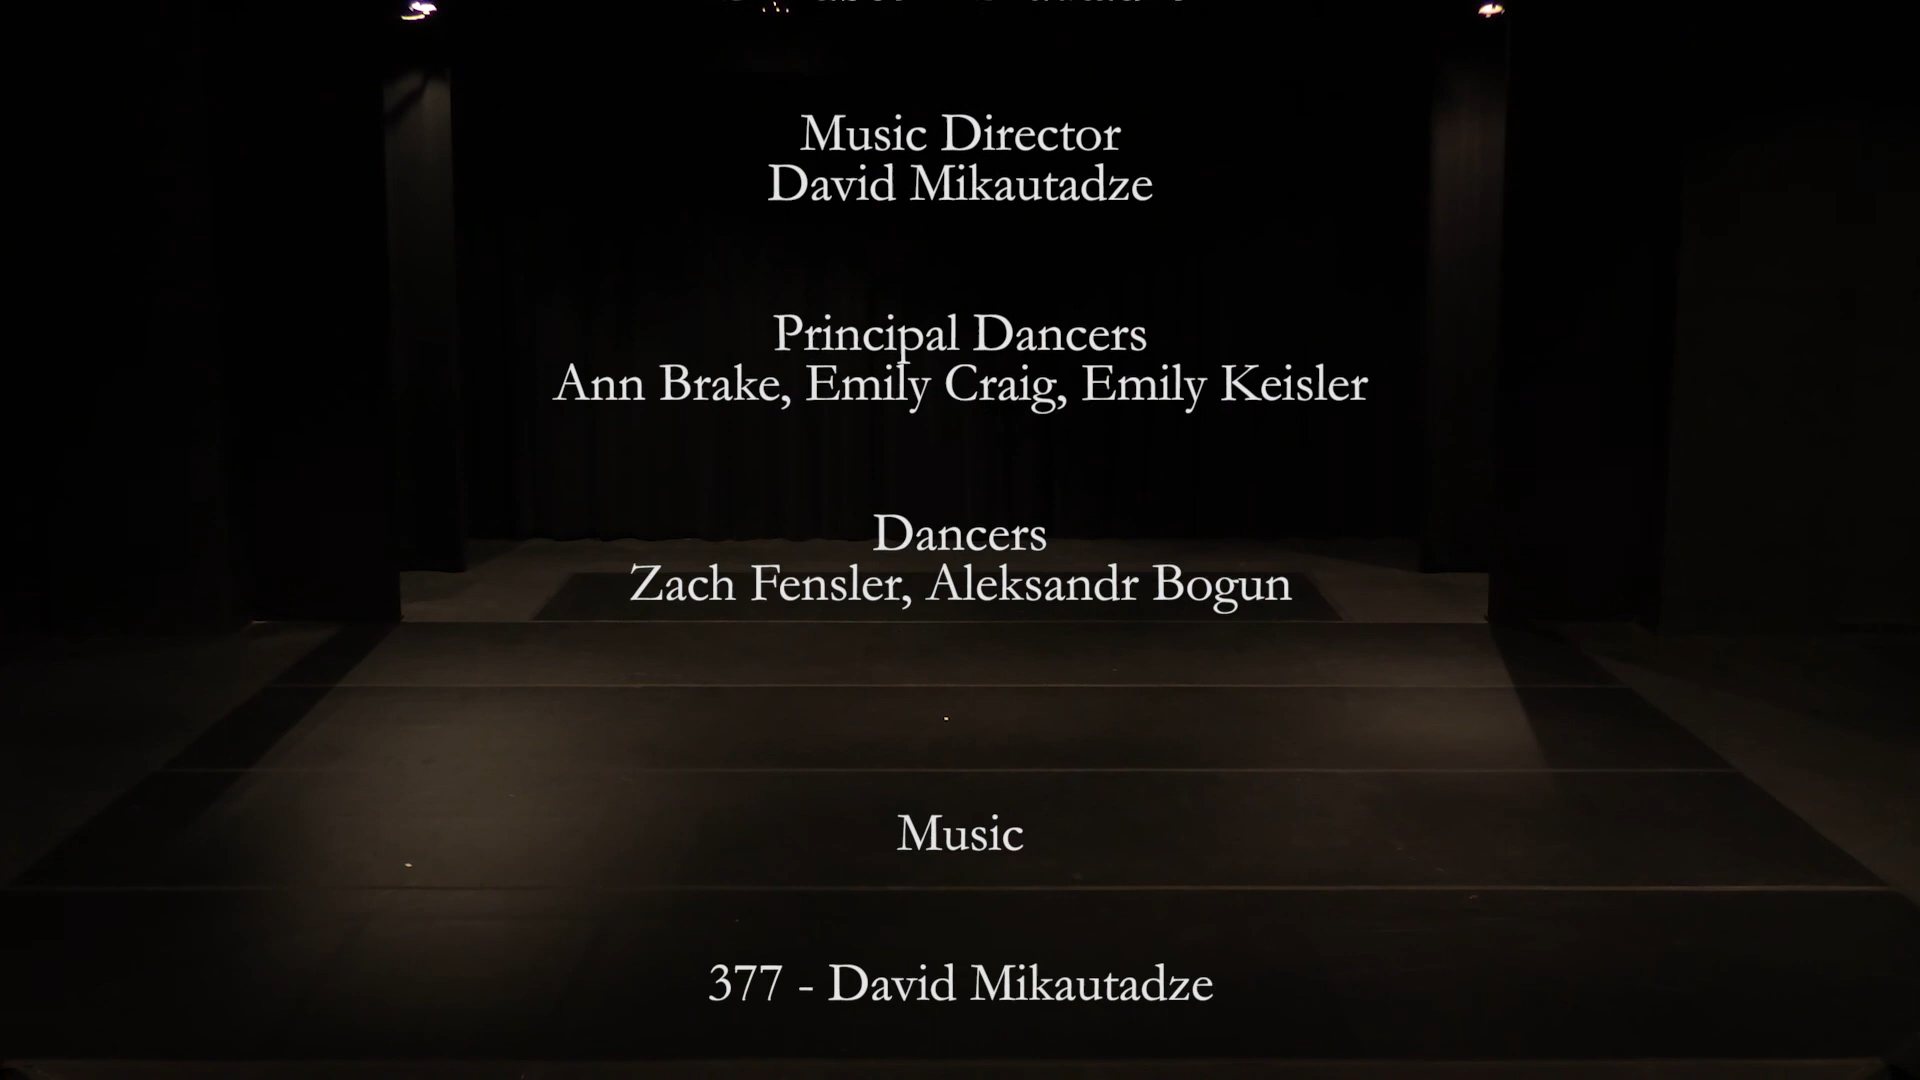 Music Director
David Mikautadze
Principal Dancers
Ann Brake, Emily Craig, Emily Keisler
Dancers
Zach Fensler, Aleksandr Bogun
Music
377 - David Mikautadze